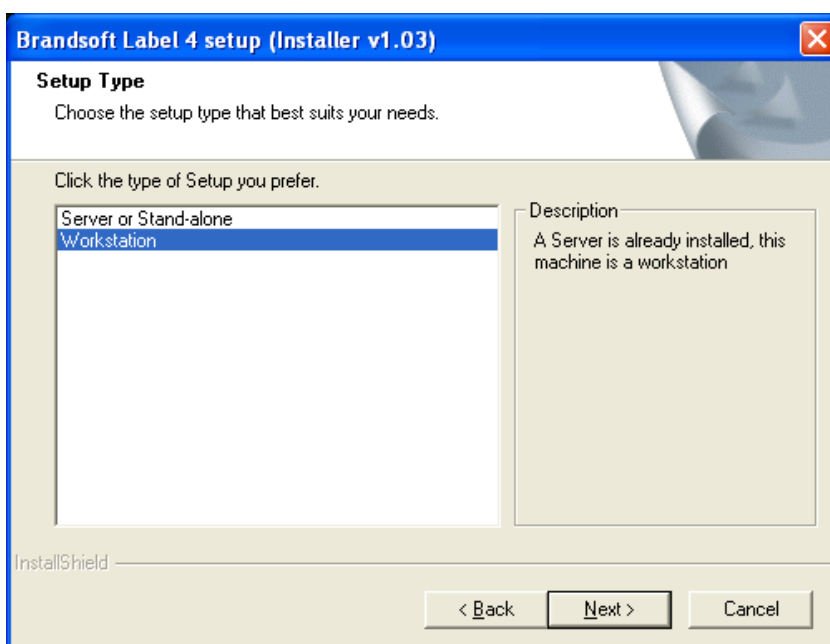 Brandsoft Label 4 setup (Installer v1.03)
Setup Type
Choose the setup type that best suits your needs.
Click the type of Setup you prefer.
Server or Stand-alone
Workstation
Description
A Server is already installed, this
machine is a workstation
InstallShield
< Back
Next >
Cancel